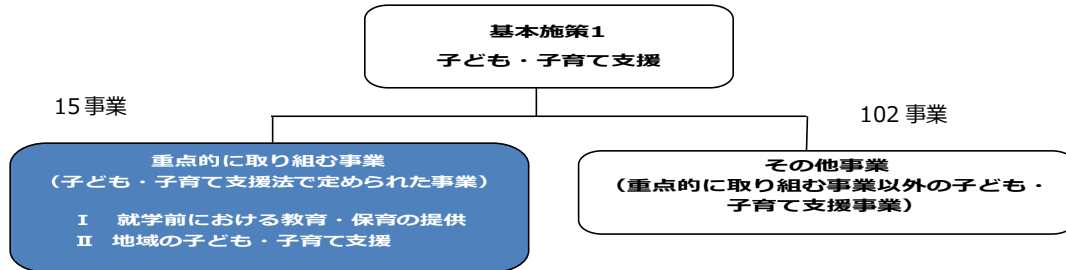 基本施策1
子ども・子育て支援
15事業
102事業
重点的に取り組む事業
（子ども・子育て支援法で定められた事業）
Ⅰ　就学前における教育・保育の提供
Ⅱ　地域の子ども・子育て支援
その他事業
（重点的に取り組む事業以外の子ども・
子育て支援事業）